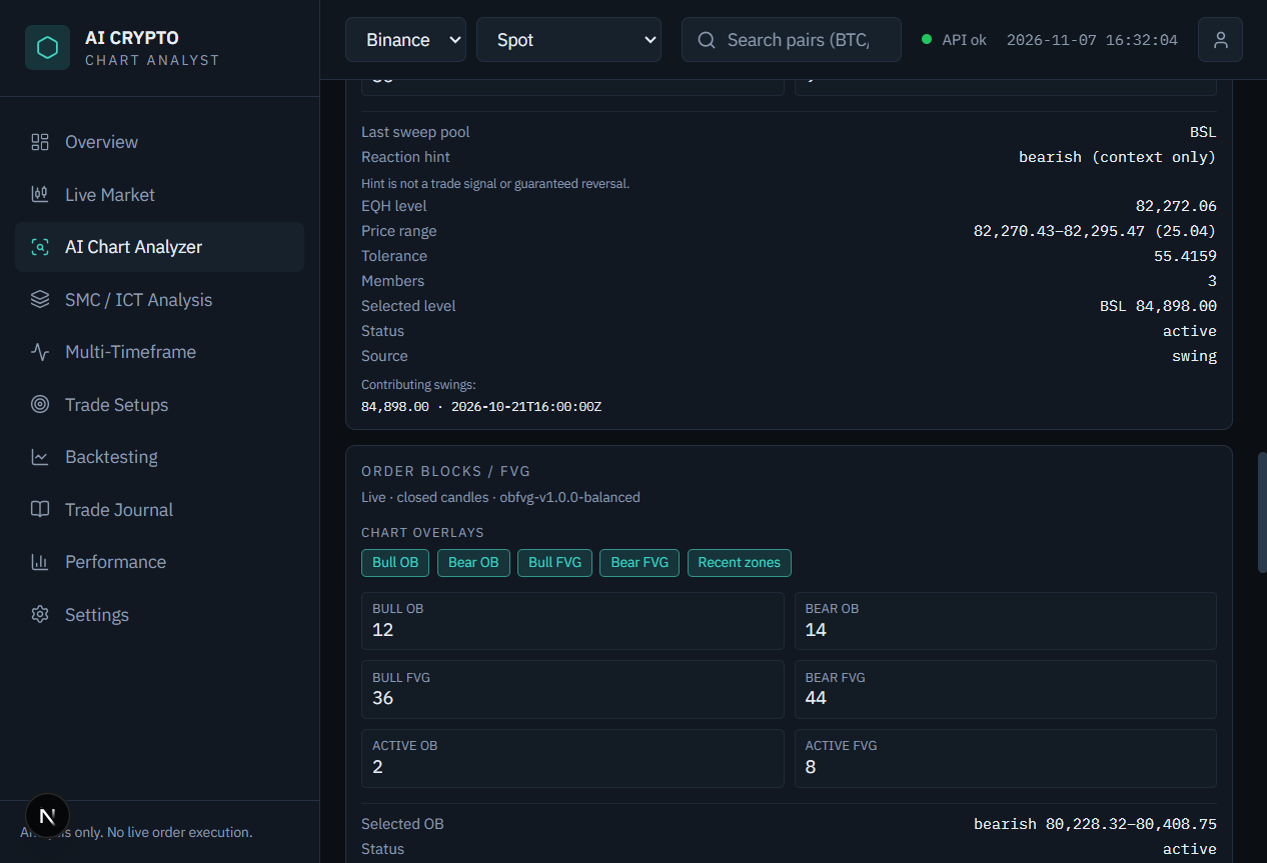 AI CRYPTO
CHART ANALYST
Overview
Live Market
AI Chart Analyzer
SMC / ICT Analysis
Multi-Timeframe
Trade Setups
Backtesting
Trade Journal
Performance
Settings
N
only. No live order execution.
Binance
Spot
Search pairs (BTC,
API ok
2026-11-07 16:32:04
Last sweep pool BSL
Reaction hint bearish (context only)
Hint is not a trade signal or guaranteed reversal.
EQH level 82,272.06
Price range 82,270.43–82,295.47 (25.04)
Tolerance 55.4159
Members 3
Selected level BSL 84,898.00
Status active
Source swing
Contributing swings:
84,898.00 · 2026-10-21T16:00:00Z
ORDER BLOCKS / FVG
Live · closed candles · obfvg-v1.0.0-balanced
CHART OVERLAYS
Bull OB Bear OB Bull FVG Bear FVG Recent zones
BULL OB
12
BEAR OB
14
BULL FVG
36
BEAR FVG
44
ACTIVE OB
2
ACTIVE FVG
8
Selected OB bearish 80,228.32–80,408.75
Status active